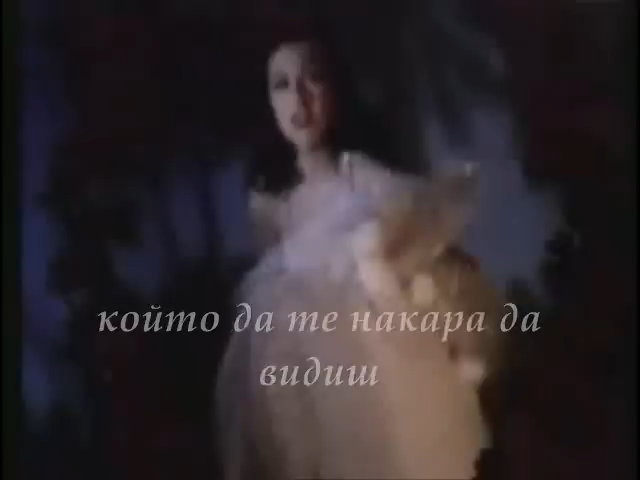 който да те накара да
видиш